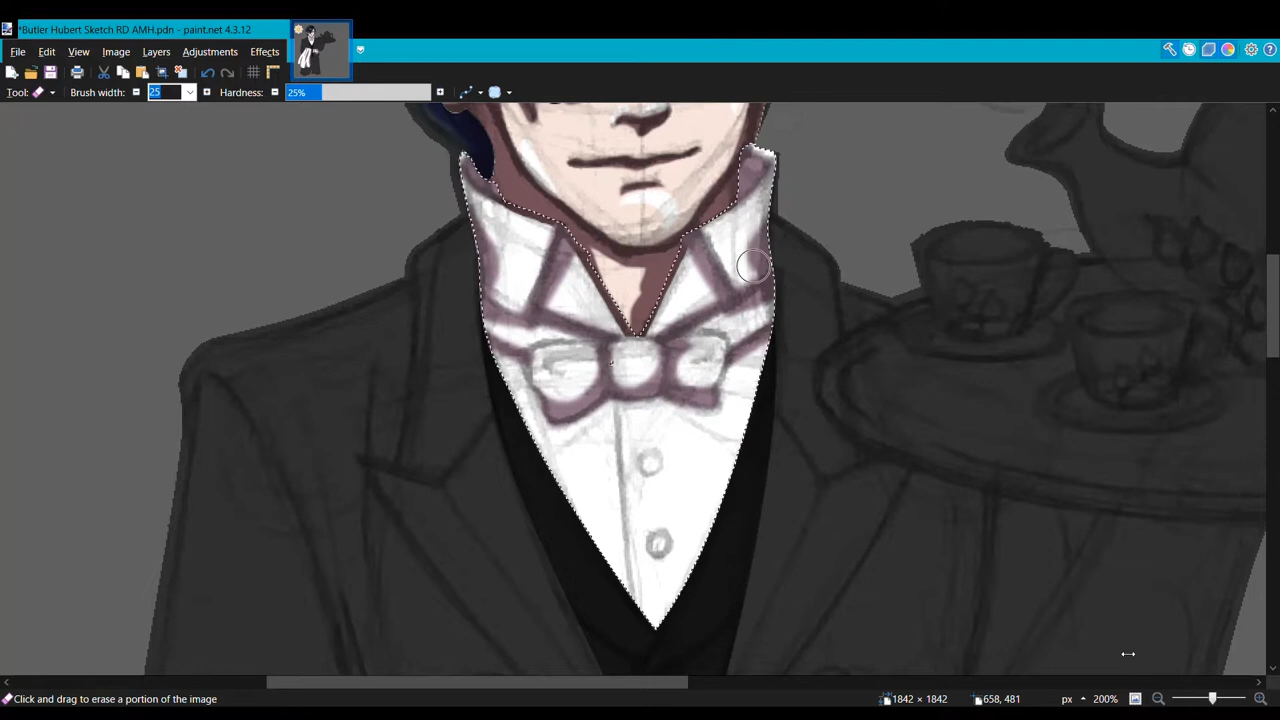 *Butler Hubert Sketch RD AMH.pdn - paint.net 4.3.12
File Edit View Image Layers Adjustments Effects
Tool: Brush width: 25 Hardness: 25%
Click and drag to erase a portion of the image 1842 × 1842 658, 481 px 200%